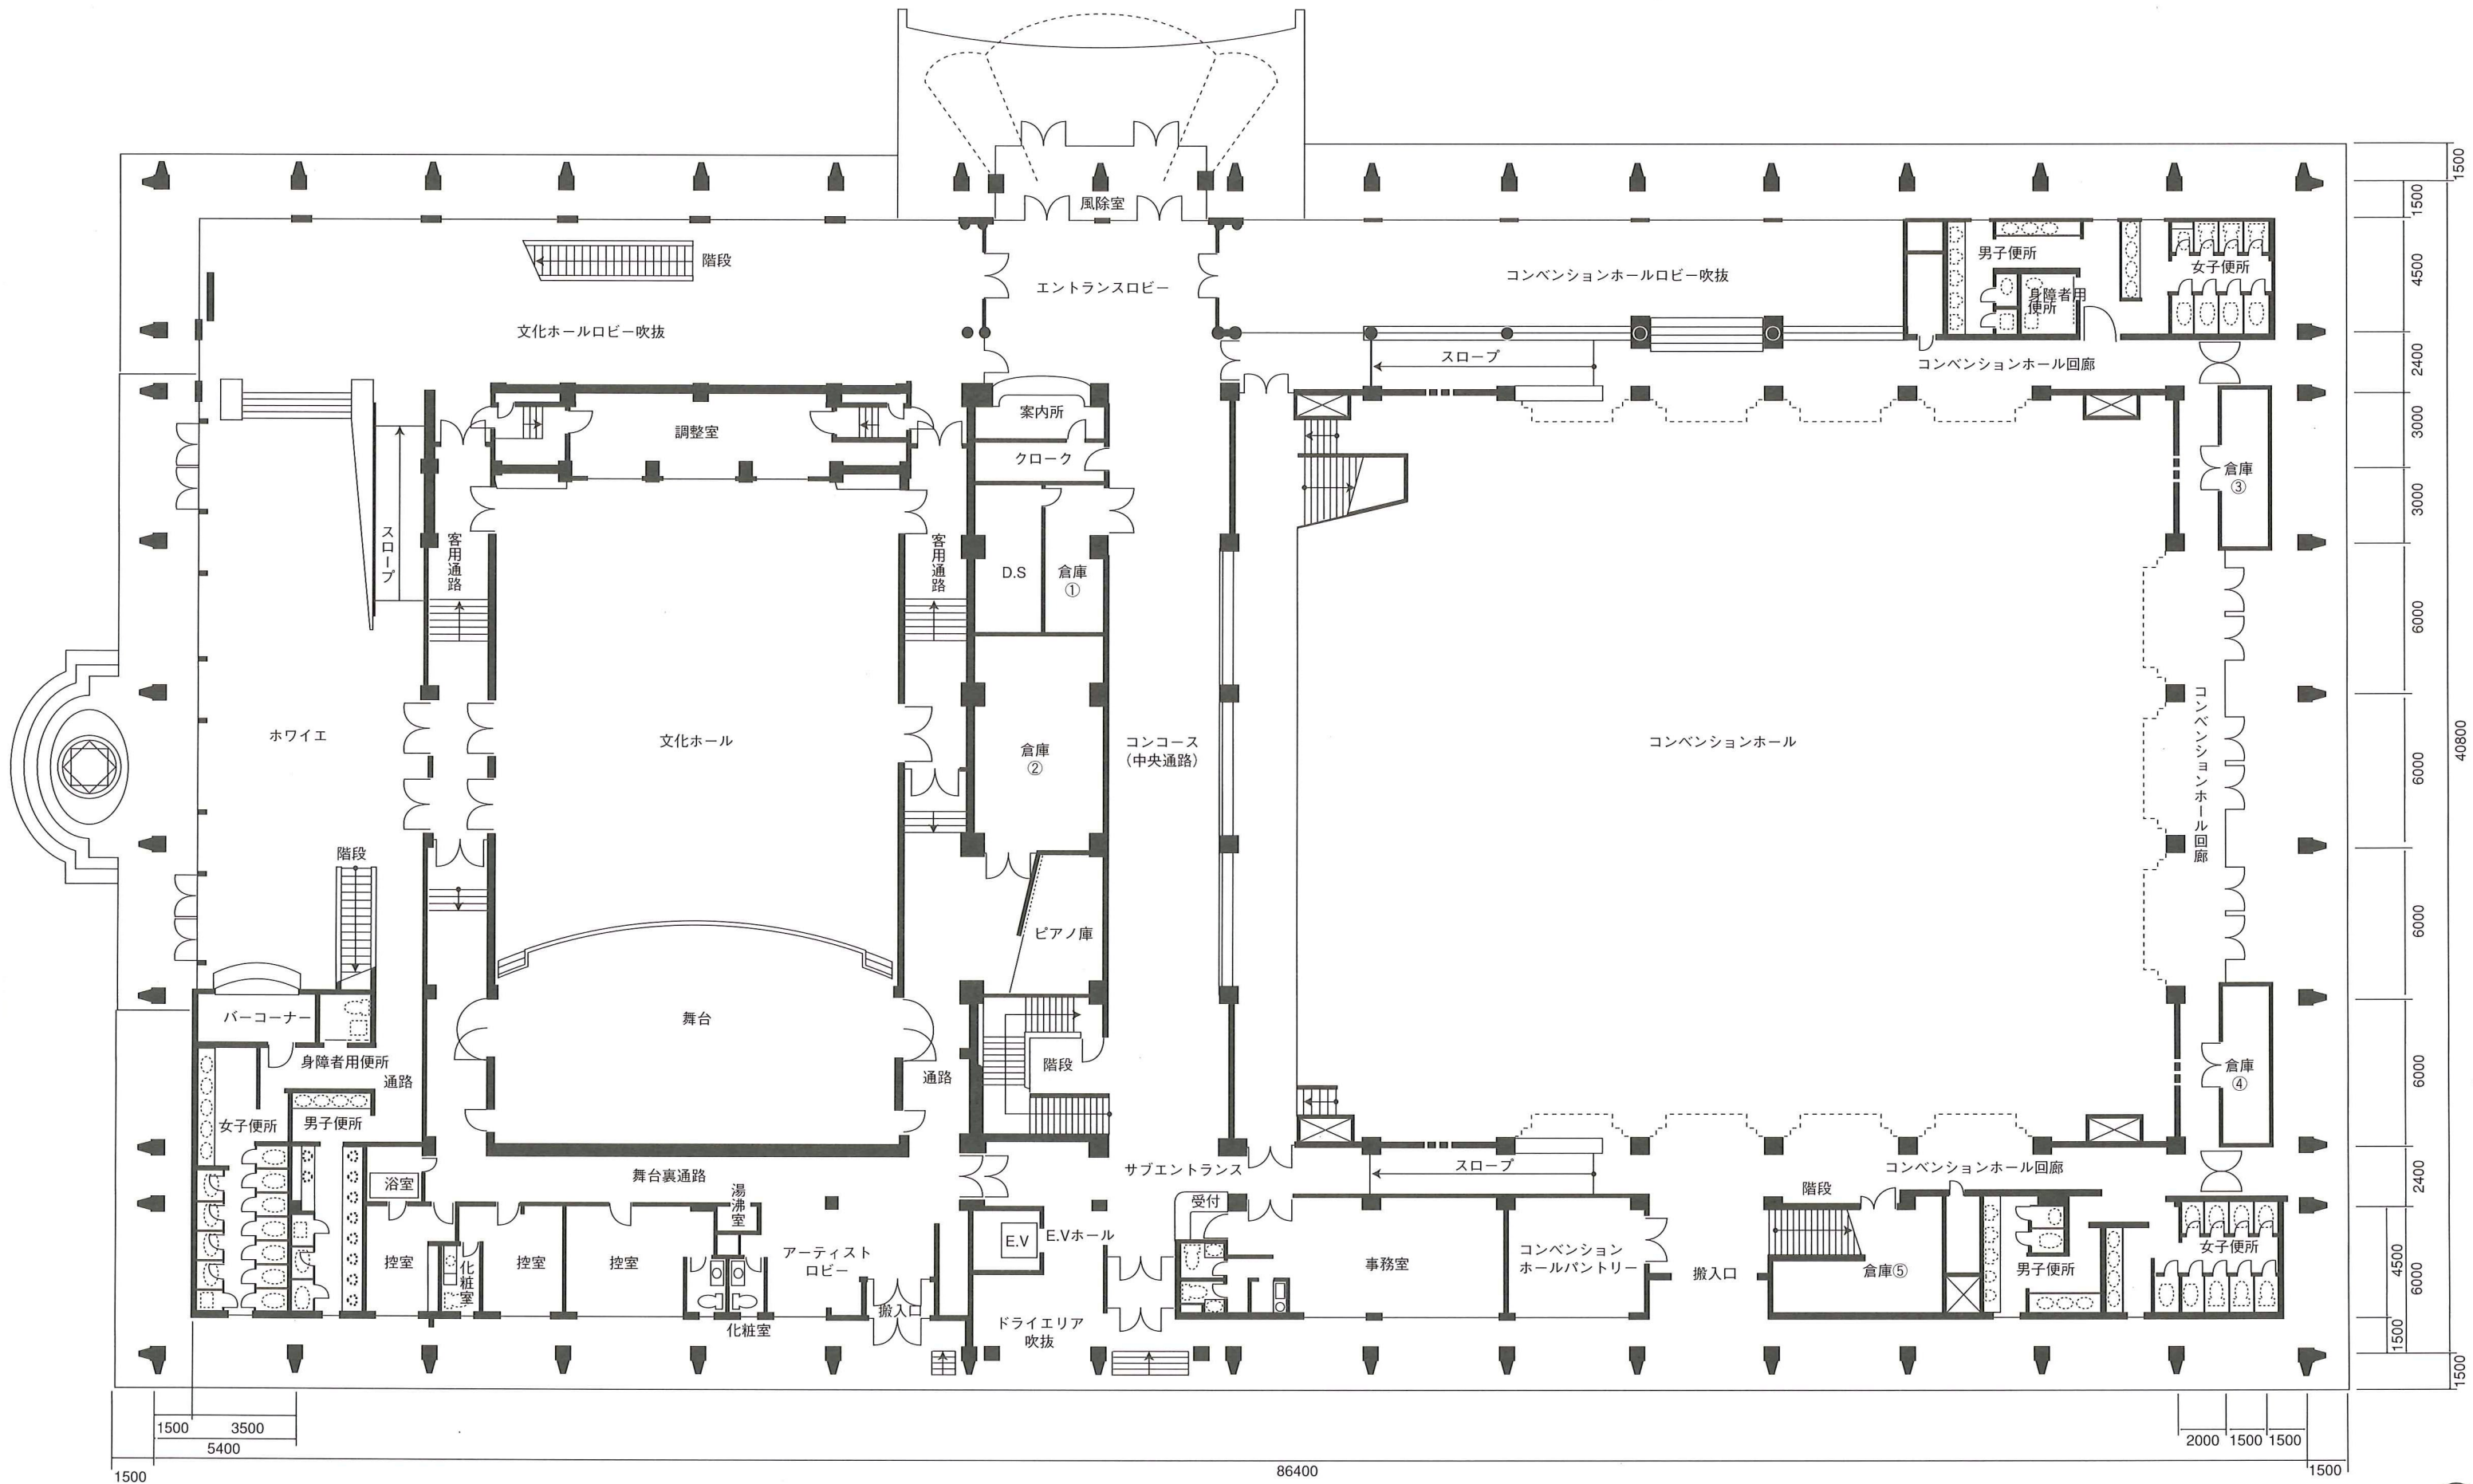 風除室
階段
エントランスロビー
文化ホールロビー吹抜
コンベンションホールロビー吹抜
男子便所
女子便所
身障者用
便所
スロープ
コンベンションホール回廊
案内所
調整室
クローク
倉庫
③
スロープ
客用通路
客用通路
D.S
倉庫
①
ホワイエ
文化ホール
倉庫
②
コンコース
（中央通路）
コンベンションホール
コンベンションホール回廊
階段
ピアノ庫
バーコーナー
舞台
身障者用便所
通路
通路
階段
倉庫
④
女子便所
男子便所
舞台裏通路
サブエントランス
スロープ
コンベンションホール回廊
浴室
湯沸室
受付
階段
控室
化粧室
控室
控室
アーティスト
ロビー
E.V
E.Vホール
事務室
コンベンション
ホールパントリー
搬入口
倉庫⑤
男子便所
女子便所
搬入口
化粧室
ドライエリア
吹抜
1500
1500
4500
2400
3000
3000
6000
6000
6000
6000
2400
4500
6000
1500
1500
40800
1500
3500
5400
1500
86400
2000
1500
1500
1500